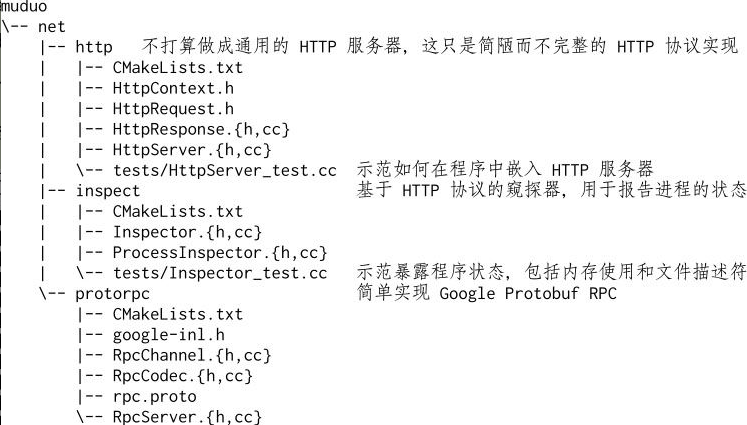 muduo
\-- net
    |-- http   不打算做成通用的 HTTP 服务器，这只是简陋而不完整的 HTTP 协议实现
    |   |-- CMakeLists.txt
    |   |-- HttpContext.h
    |   |-- HttpRequest.h
    |   |-- HttpResponse.{h,cc}
    |   |-- HttpServer.{h,cc}
    |   \-- tests/HttpServer_test.cc  示范如何在程序中嵌入 HTTP 服务器
    |-- inspect                       基于 HTTP 协议的窥探器，用于报告进程的状态
    |   |-- CMakeLists.txt
    |   |-- Inspector.{h,cc}
    |   |-- ProcessInspector.{h,cc}
    |   \-- tests/Inspector_test.cc   示范暴露程序状态，包括内存使用和文件描述符
    \-- protorpc                      简单实现 Google Protobuf RPC
        |-- CMakeLists.txt
        |-- google-inl.h
        |-- RpcChannel.{h,cc}
        |-- RpcCodec.{h,cc}
        |-- rpc.proto
        \-- RpcServer.{h,cc}